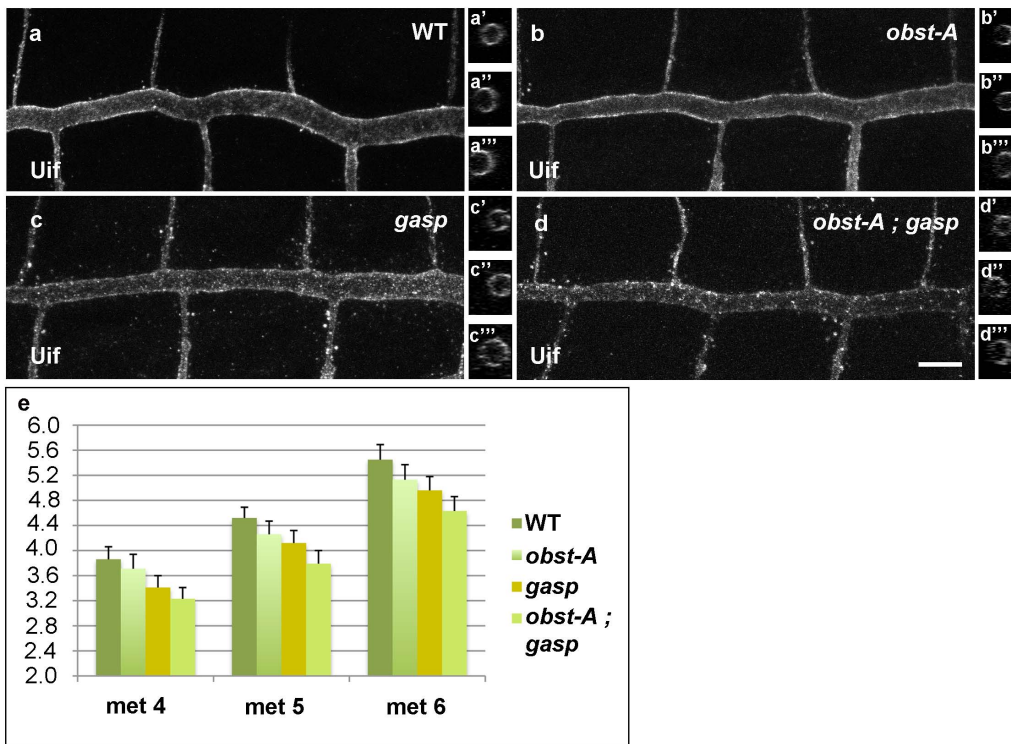 a WT a’
a’’
a’’’
Uif
b obst-A b’
b’’
b’’’
Uif
c gasp c’
c’’
c’’’
Uif
d obst-A ; gasp d’
d’’
d’’’
Uif
e
6.0
5.6
5.2
4.8
4.4
4.0
3.6
3.2
2.8
2.4
2.0
met 4 met 5 met 6
WT
obst-A
gasp
obst-A ;
gasp